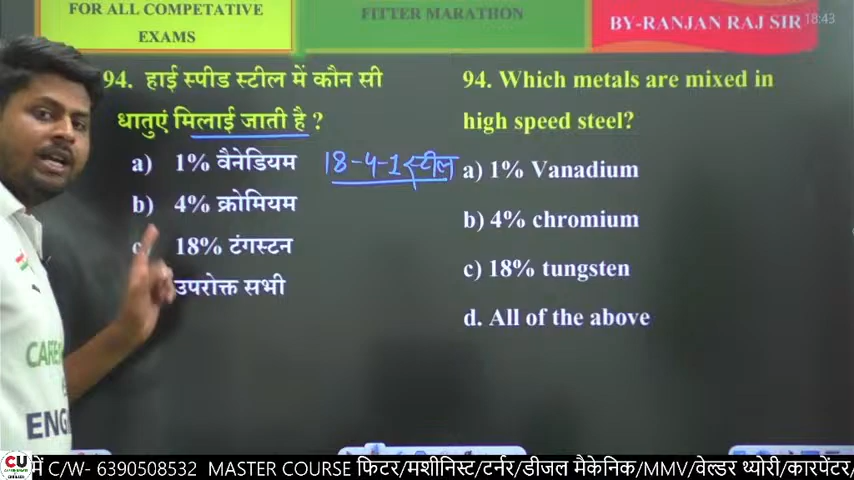 FOR ALL COMPETATIVE
EXAMS
FITTER MARATHON
BY-RANJAN RAJ SIR
18:43
94. हाई स्पीड स्टील में कौन सी
धातुएं मिलाई जाती है ?
a) 1% वैनेडियम
18-4-1 स्टील
b) 4% क्रोमियम
c) 18% टंगस्टन
उपरोक्त सभी
94. Which metals are mixed in
high speed steel?
a) 1% Vanadium
b) 4% chromium
c) 18% tungsten
d. All of the above
CU
में C/W- 6390508532 MASTER COURSE फिटर/मशीनिस्ट/टर्नर/डीजल मैकेनिक/MMV/वेल्डर थ्योरी/कारपेंटर/